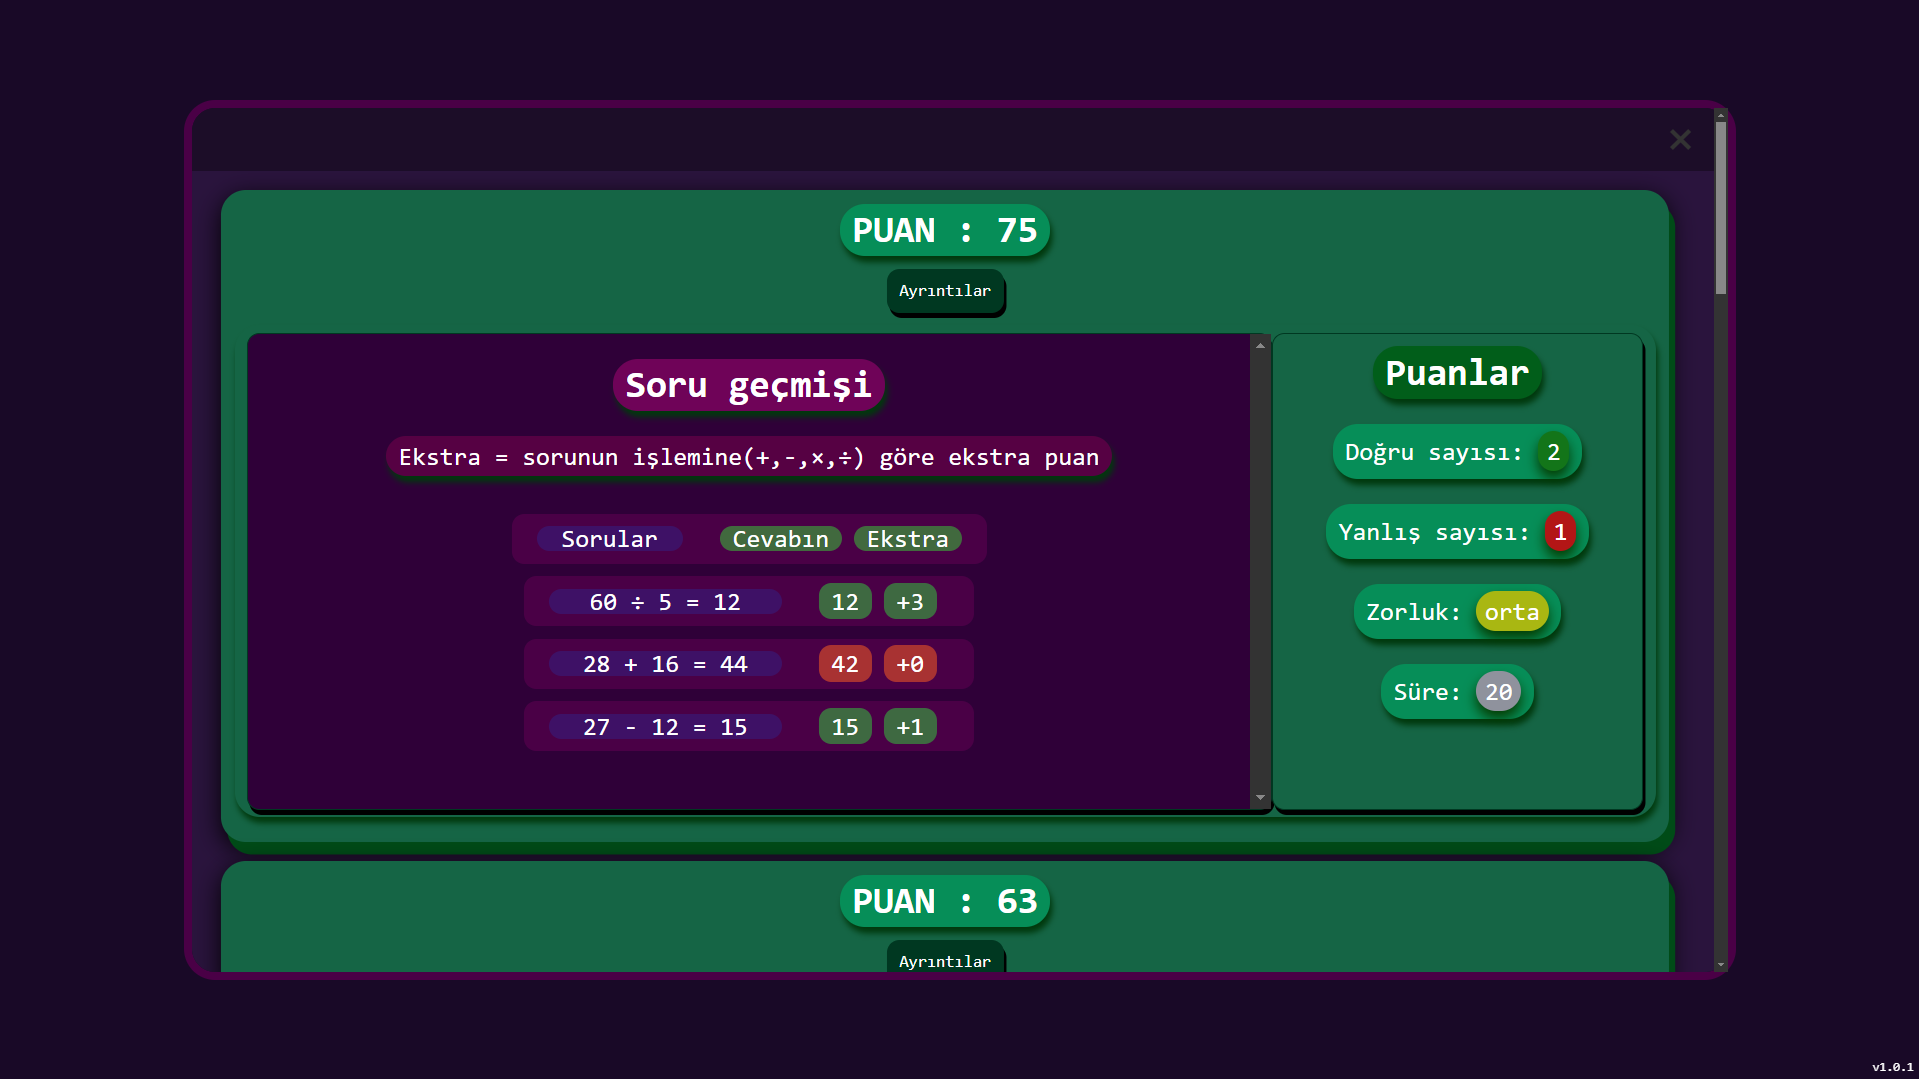 PUAN : 75
Ayrıntılar
Soru geçmişi
Ekstra = sorunun işlemine(+,-,×,÷) göre ekstra puan
Sorular Cevabın Ekstra
60 ÷ 5 = 12 12 +3
28 + 16 = 44 42 +0
27 - 12 = 15 15 +1
Puanlar
Doğru sayısı: 2
Yanlış sayısı: 1
Zorluk: orta
Süre: 20
PUAN : 63
Ayrıntılar
v1.0.1